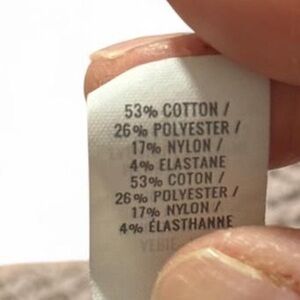 53% COTTON /
26% POLYESTER /
17% NYLON /
4% ELASTANE
53% COTON /
26% POLYESTER /
17% NYLON /
4% ÉLASTHANNE